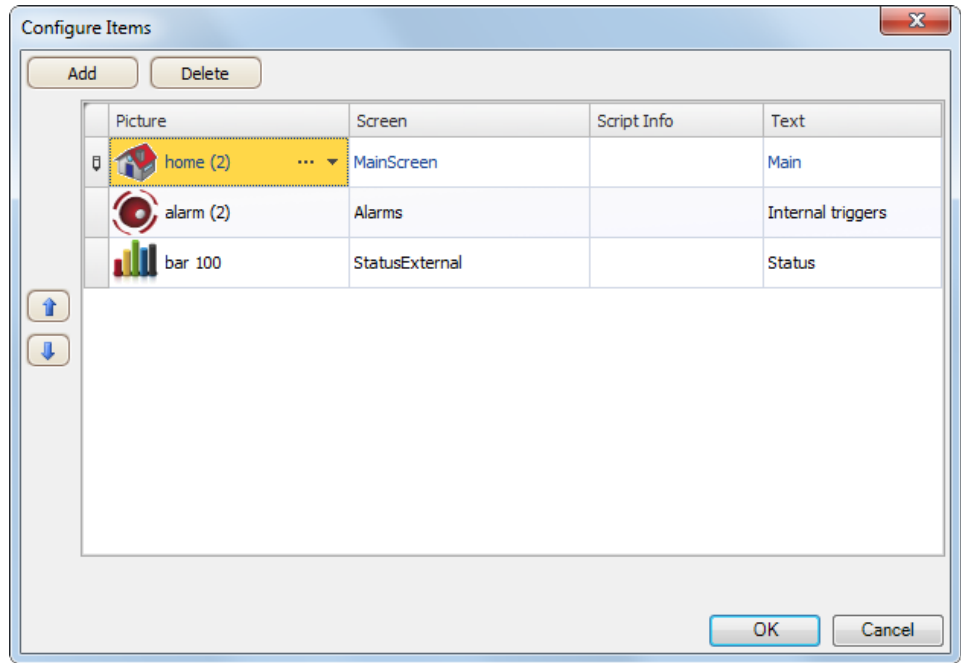 Configure Items
Add Delete
Picture Screen Script Info Text
home (2) ... MainScreen Main
alarm (2) Alarms Internal triggers
bar 100 StatusExternal Status
OK Cancel